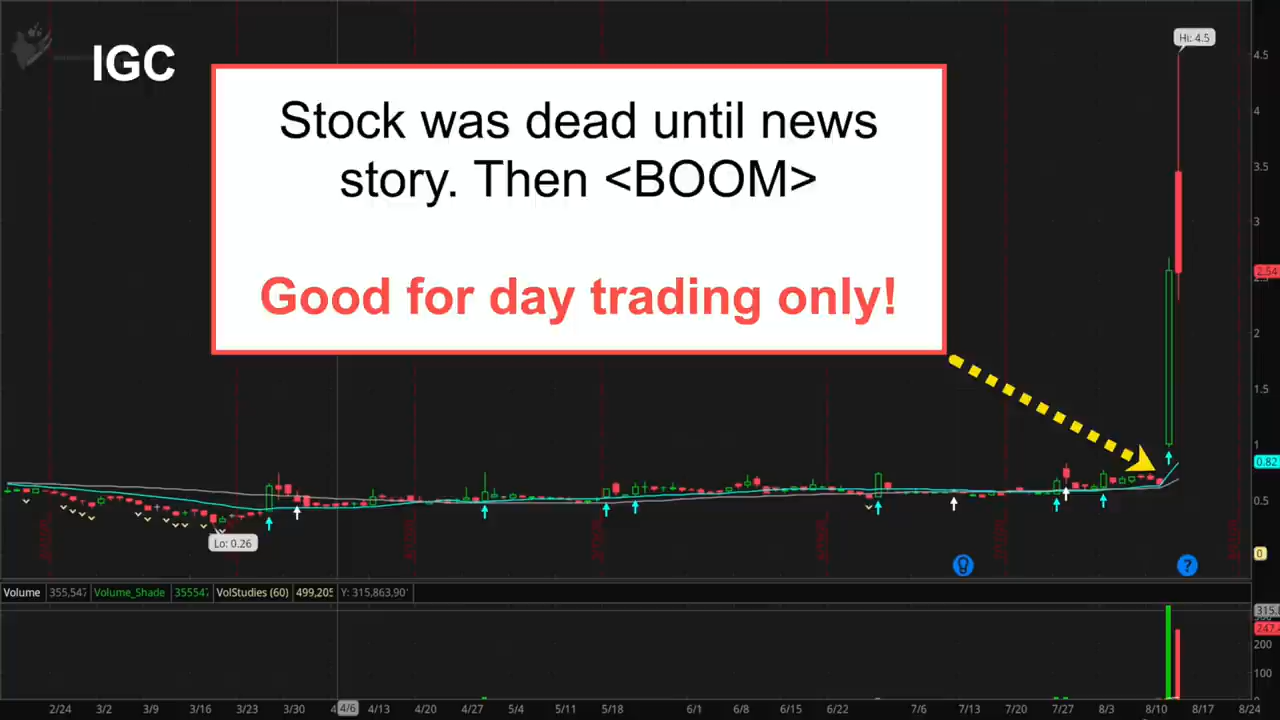 IGC
Stock was dead until news
story. Then <BOOM>
Good for day trading only!
Hi: 4.5
4.5
4
3.5
3
2.54
2
1.5
1
0.82
0.5
0
Lo: 0.26
Volume 355,547 Volume_Shade 355547 VolStudies (60) 499,205 Y: 315,863,90
200
100
0
2/24 3/2 3/9 3/16 3/23 3/30 4/6 4/13 4/20 4/27 5/4 5/11 5/18 6/1 6/8 6/15 6/22 7/6 7/13 7/20 7/27 8/3 8/10 8/17 8/24